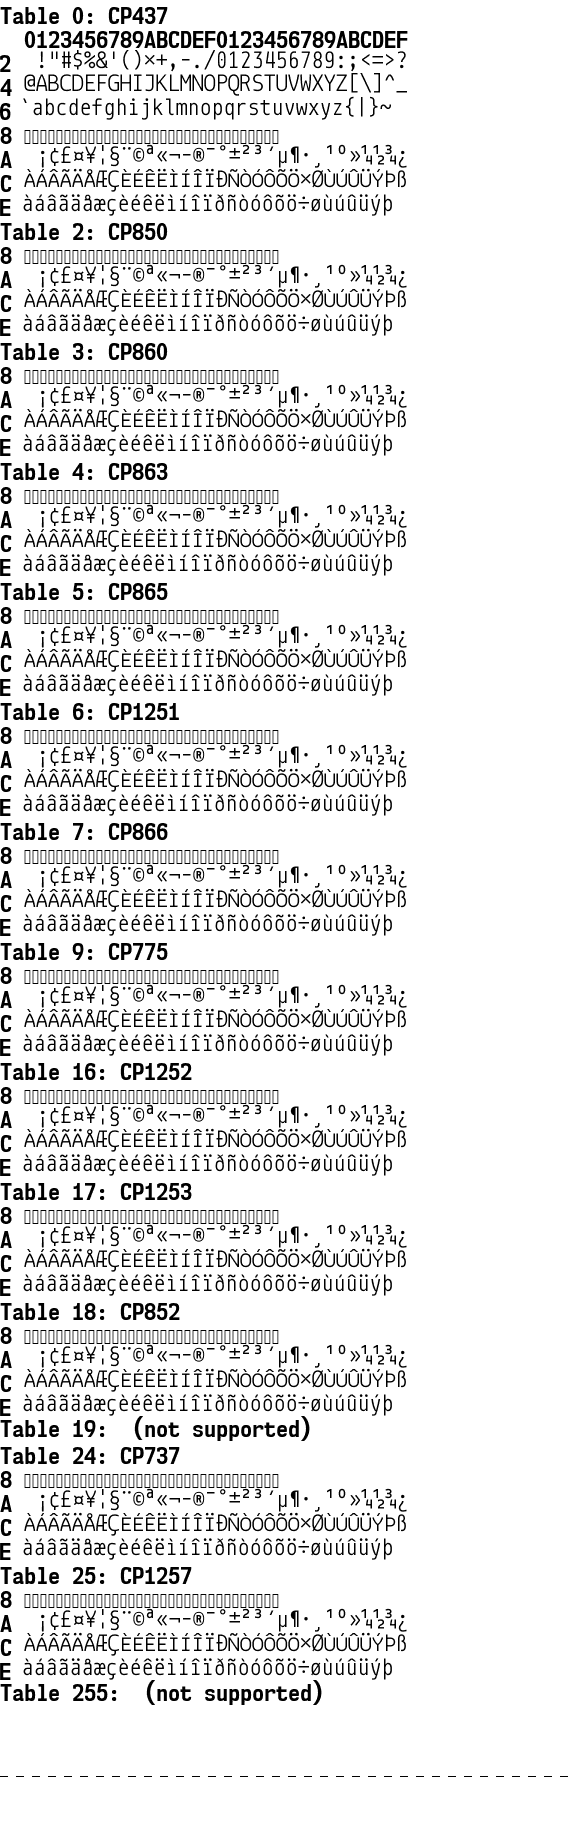 Table 0: CP437
0123456789ABCDEF0123456789ABCDEF
2  !"#$%&'()×+,-./0123456789:;<=>?
4 @ABCDEFGHIJKLMNOPQRSTUVWXYZ[\]^_
6 `abcdefghijklmnopqrstuvwxyz{|}~
8 ▯▯▯▯▯▯▯▯▯▯▯▯▯▯▯▯▯▯▯▯▯▯▯▯▯▯▯▯▯▯▯▯
A  ¡¢£¤¥¦§¨©ª«¬-®¯°±²³´µ¶·¸¹º»¼½¾¿
C ÀÁÂÃÄÅÆÇÈÉÊËÌÍÎÏÐÑÒÓÔÕÖ×ØÙÚÛÜÝÞß
E àáâãäåæçèéêëìíîïðñòóôõö÷øùúûüýþ
Table 2: CP850
8 ▯▯▯▯▯▯▯▯▯▯▯▯▯▯▯▯▯▯▯▯▯▯▯▯▯▯▯▯▯▯▯▯
A  ¡¢£¤¥¦§¨©ª«¬-®¯°±²³´µ¶·¸¹º»¼½¾¿
C ÀÁÂÃÄÅÆÇÈÉÊËÌÍÎÏÐÑÒÓÔÕÖ×ØÙÚÛÜÝÞß
E àáâãäåæçèéêëìíîïðñòóôõö÷øùúûüýþ
Table 3: CP860
8 ▯▯▯▯▯▯▯▯▯▯▯▯▯▯▯▯▯▯▯▯▯▯▯▯▯▯▯▯▯▯▯▯
A  ¡¢£¤¥¦§¨©ª«¬-®¯°±²³´µ¶·¸¹º»¼½¾¿
C ÀÁÂÃÄÅÆÇÈÉÊËÌÍÎÏÐÑÒÓÔÕÖ×ØÙÚÛÜÝÞß
E àáâãäåæçèéêëìíîïðñòóôõö÷øùúûüýþ
Table 4: CP863
8 ▯▯▯▯▯▯▯▯▯▯▯▯▯▯▯▯▯▯▯▯▯▯▯▯▯▯▯▯▯▯▯▯
A  ¡¢£¤¥¦§¨©ª«¬-®¯°±²³´µ¶·¸¹º»¼½¾¿
C ÀÁÂÃÄÅÆÇÈÉÊËÌÍÎÏÐÑÒÓÔÕÖ×ØÙÚÛÜÝÞß
E àáâãäåæçèéêëìíîïðñòóôõö÷øùúûüýþ
Table 5: CP865
8 ▯▯▯▯▯▯▯▯▯▯▯▯▯▯▯▯▯▯▯▯▯▯▯▯▯▯▯▯▯▯▯▯
A  ¡¢£¤¥¦§¨©ª«¬-®¯°±²³´µ¶·¸¹º»¼½¾¿
C ÀÁÂÃÄÅÆÇÈÉÊËÌÍÎÏÐÑÒÓÔÕÖ×ØÙÚÛÜÝÞß
E àáâãäåæçèéêëìíîïðñòóôõö÷øùúûüýþ
Table 6: CP1251
8 ▯▯▯▯▯▯▯▯▯▯▯▯▯▯▯▯▯▯▯▯▯▯▯▯▯▯▯▯▯▯▯▯
A  ¡¢£¤¥¦§¨©ª«¬-®¯°±²³´µ¶·¸¹º»¼½¾¿
C ÀÁÂÃÄÅÆÇÈÉÊËÌÍÎÏÐÑÒÓÔÕÖ×ØÙÚÛÜÝÞß
E àáâãäåæçèéêëìíîïðñòóôõö÷øùúûüýþ
Table 7: CP866
8 ▯▯▯▯▯▯▯▯▯▯▯▯▯▯▯▯▯▯▯▯▯▯▯▯▯▯▯▯▯▯▯▯
A  ¡¢£¤¥¦§¨©ª«¬-®¯°±²³´µ¶·¸¹º»¼½¾¿
C ÀÁÂÃÄÅÆÇÈÉÊËÌÍÎÏÐÑÒÓÔÕÖ×ØÙÚÛÜÝÞß
E àáâãäåæçèéêëìíîïðñòóôõö÷øùúûüýþ
Table 9: CP775
8 ▯▯▯▯▯▯▯▯▯▯▯▯▯▯▯▯▯▯▯▯▯▯▯▯▯▯▯▯▯▯▯▯
A  ¡¢£¤¥¦§¨©ª«¬-®¯°±²³´µ¶·¸¹º»¼½¾¿
C ÀÁÂÃÄÅÆÇÈÉÊËÌÍÎÏÐÑÒÓÔÕÖ×ØÙÚÛÜÝÞß
E àáâãäåæçèéêëìíîïðñòóôõö÷øùúûüýþ
Table 16: CP1252
8 ▯▯▯▯▯▯▯▯▯▯▯▯▯▯▯▯▯▯▯▯▯▯▯▯▯▯▯▯▯▯▯▯
A  ¡¢£¤¥¦§¨©ª«¬-®¯°±²³´µ¶·¸¹º»¼½¾¿
C ÀÁÂÃÄÅÆÇÈÉÊËÌÍÎÏÐÑÒÓÔÕÖ×ØÙÚÛÜÝÞß
E àáâãäåæçèéêëìíîïðñòóôõö÷øùúûüýþ
Table 17: CP1253
8 ▯▯▯▯▯▯▯▯▯▯▯▯▯▯▯▯▯▯▯▯▯▯▯▯▯▯▯▯▯▯▯▯
A  ¡¢£¤¥¦§¨©ª«¬-®¯°±²³´µ¶·¸¹º»¼½¾¿
C ÀÁÂÃÄÅÆÇÈÉÊËÌÍÎÏÐÑÒÓÔÕÖ×ØÙÚÛÜÝÞß
E àáâãäåæçèéêëìíîïðñòóôõö÷øùúûüýþ
Table 18: CP852
8 ▯▯▯▯▯▯▯▯▯▯▯▯▯▯▯▯▯▯▯▯▯▯▯▯▯▯▯▯▯▯▯▯
A  ¡¢£¤¥¦§¨©ª«¬-®¯°±²³´µ¶·¸¹º»¼½¾¿
C ÀÁÂÃÄÅÆÇÈÉÊËÌÍÎÏÐÑÒÓÔÕÖ×ØÙÚÛÜÝÞß
E àáâãäåæçèéêëìíîïðñòóôõö÷øùúûüýþ
Table 19:  (not supported)
Table 24: CP737
8 ▯▯▯▯▯▯▯▯▯▯▯▯▯▯▯▯▯▯▯▯▯▯▯▯▯▯▯▯▯▯▯▯
A  ¡¢£¤¥¦§¨©ª«¬-®¯°±²³´µ¶·¸¹º»¼½¾¿
C ÀÁÂÃÄÅÆÇÈÉÊËÌÍÎÏÐÑÒÓÔÕÖ×ØÙÚÛÜÝÞß
E àáâãäåæçèéêëìíîïðñòóôõö÷øùúûüýþ
Table 25: CP1257
8 ▯▯▯▯▯▯▯▯▯▯▯▯▯▯▯▯▯▯▯▯▯▯▯▯▯▯▯▯▯▯▯▯
A  ¡¢£¤¥¦§¨©ª«¬-®¯°±²³´µ¶·¸¹º»¼½¾¿
C ÀÁÂÃÄÅÆÇÈÉÊËÌÍÎÏÐÑÒÓÔÕÖ×ØÙÚÛÜÝÞß
E àáâãäåæçèéêëìíîïðñòóôõö÷øùúûüýþ
Table 255:  (not supported)